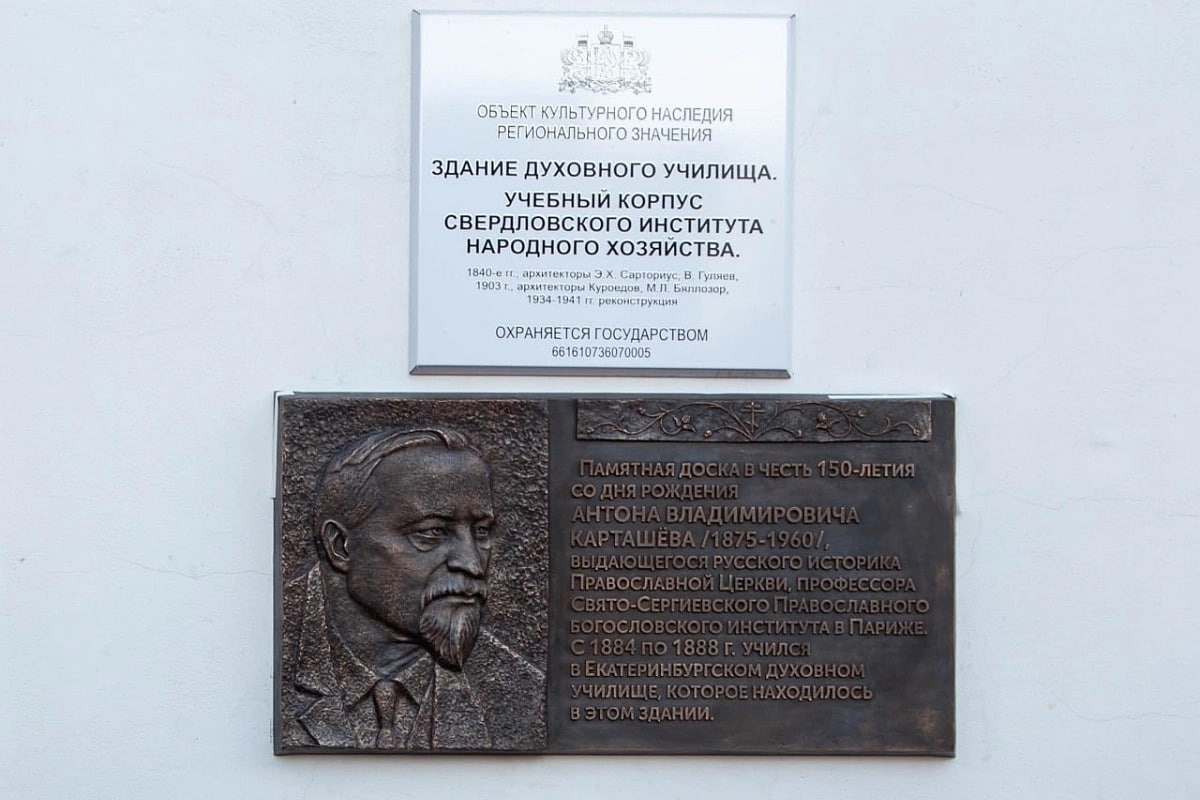 ОБЪЕКТ КУЛЬТУРНОГО НАСЛЕДИЯ
РЕГИОНАЛЬНОГО ЗНАЧЕНИЯ
ЗДАНИЕ ДУХОВНОГО УЧИЛИЩА.
УЧЕБНЫЙ КОРПУС
СВЕРДЛОВСКОГО ИНСТИТУТА
НАРОДНОГО ХОЗЯЙСТВА.
1840-е гг., архитекторы Э.Х. Сарториус, В. Гуляев,
1903 г., архитекторы Куроедов, М.Л. Бяллозор,
1934-1941 гг. реконструкция
ОХРАНЯЕТСЯ ГОСУДАРСТВОМ
661610736070005
Памятная доска в честь 150-летия
со дня рождения
Антона Владимировича
Карташёва /1875-1960/,
выдающегося русского историка
Православной Церкви, профессора
Свято-Сергиевского Православного
богословского института в Париже.
С 1884 по 1888 г. учился
в Екатеринбургском духовном
училище, которое находилось
в этом здании.